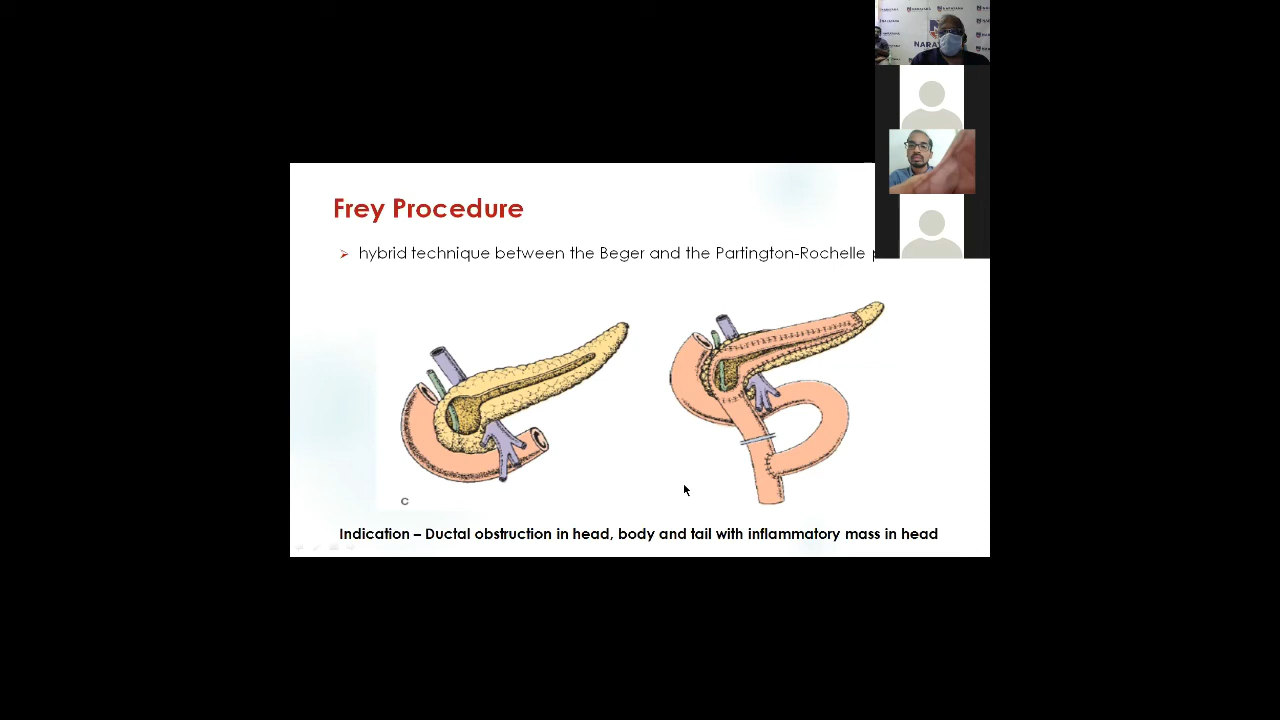 NARAYANA
Frey Procedure
hybrid technique between the Beger and the Partington-Rochelle
C
Indication – Ductal obstruction in head, body and tail with inflammatory mass in head